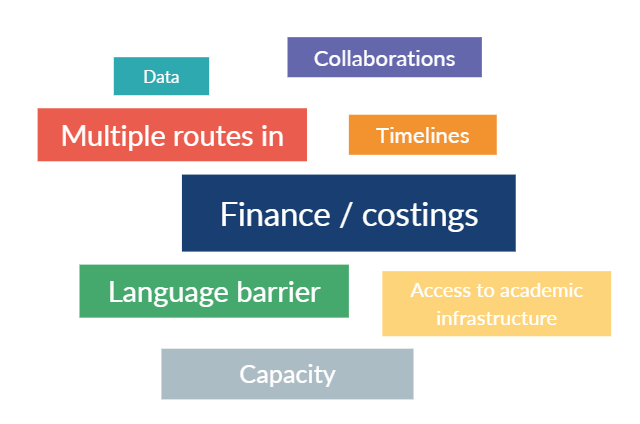 Collaborations
Data
Multiple routes in
Timelines
Finance / costings
Language barrier
Access to academic
infrastructure
Capacity